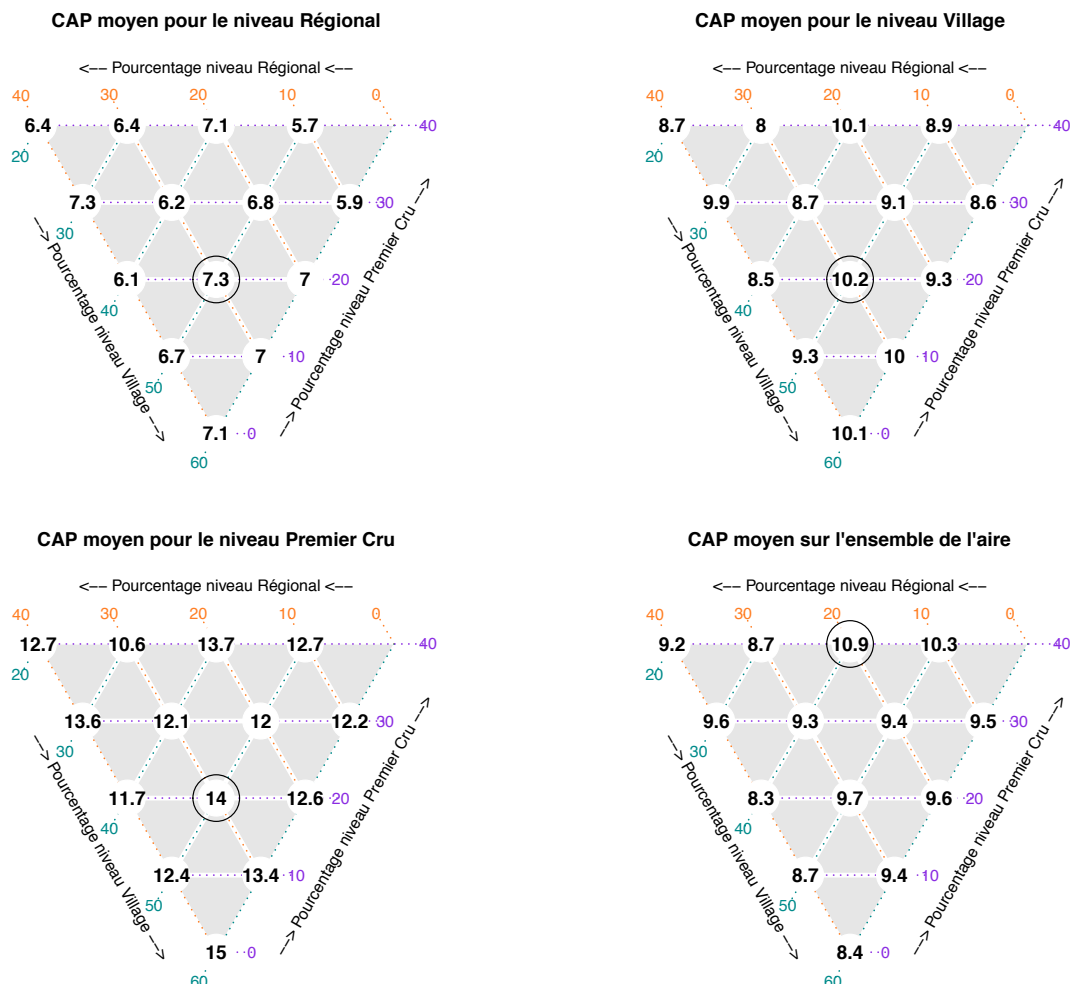 CAP moyen pour le niveau Régional
<-- Pourcentage niveau Régional <--
40 30 20 10 0
6.4 6.4 7.1 5.7 40
20
7.3 6.2 6.8 5.9 30
30
6.1 7.3 7 20
40
6.7 7 10
50
7.1 0
60
--> Pourcentage niveau Village -->
--> Pourcentage niveau Premier Cru -->
CAP moyen pour le niveau Village
<-- Pourcentage niveau Régional <--
40 30 20 10 0
8.7 8 10.1 8.9 40
20
9.9 8.7 9.1 8.6 30
30
8.5 10.2 9.3 20
40
9.3 10 10
50
10.1 0
60
--> Pourcentage niveau Village -->
--> Pourcentage niveau Premier Cru -->
CAP moyen pour le niveau Premier Cru
<-- Pourcentage niveau Régional <--
40 30 20 10 0
12.7 10.6 13.7 12.7 40
20
13.6 12.1 12 12.2 30
30
11.7 14 12.6 20
40
12.4 13.4 10
50
15 0
60
--> Pourcentage niveau Village -->
--> Pourcentage niveau Premier Cru -->
CAP moyen sur l'ensemble de l'aire
<-- Pourcentage niveau Régional <--
40 30 20 10 0
9.2 8.7 10.9 10.3 40
20
9.6 9.3 9.4 9.5 30
30
8.3 9.7 9.6 20
40
8.7 9.4 10
50
8.4 0
60
--> Pourcentage niveau Village -->
--> Pourcentage niveau Premier Cru -->